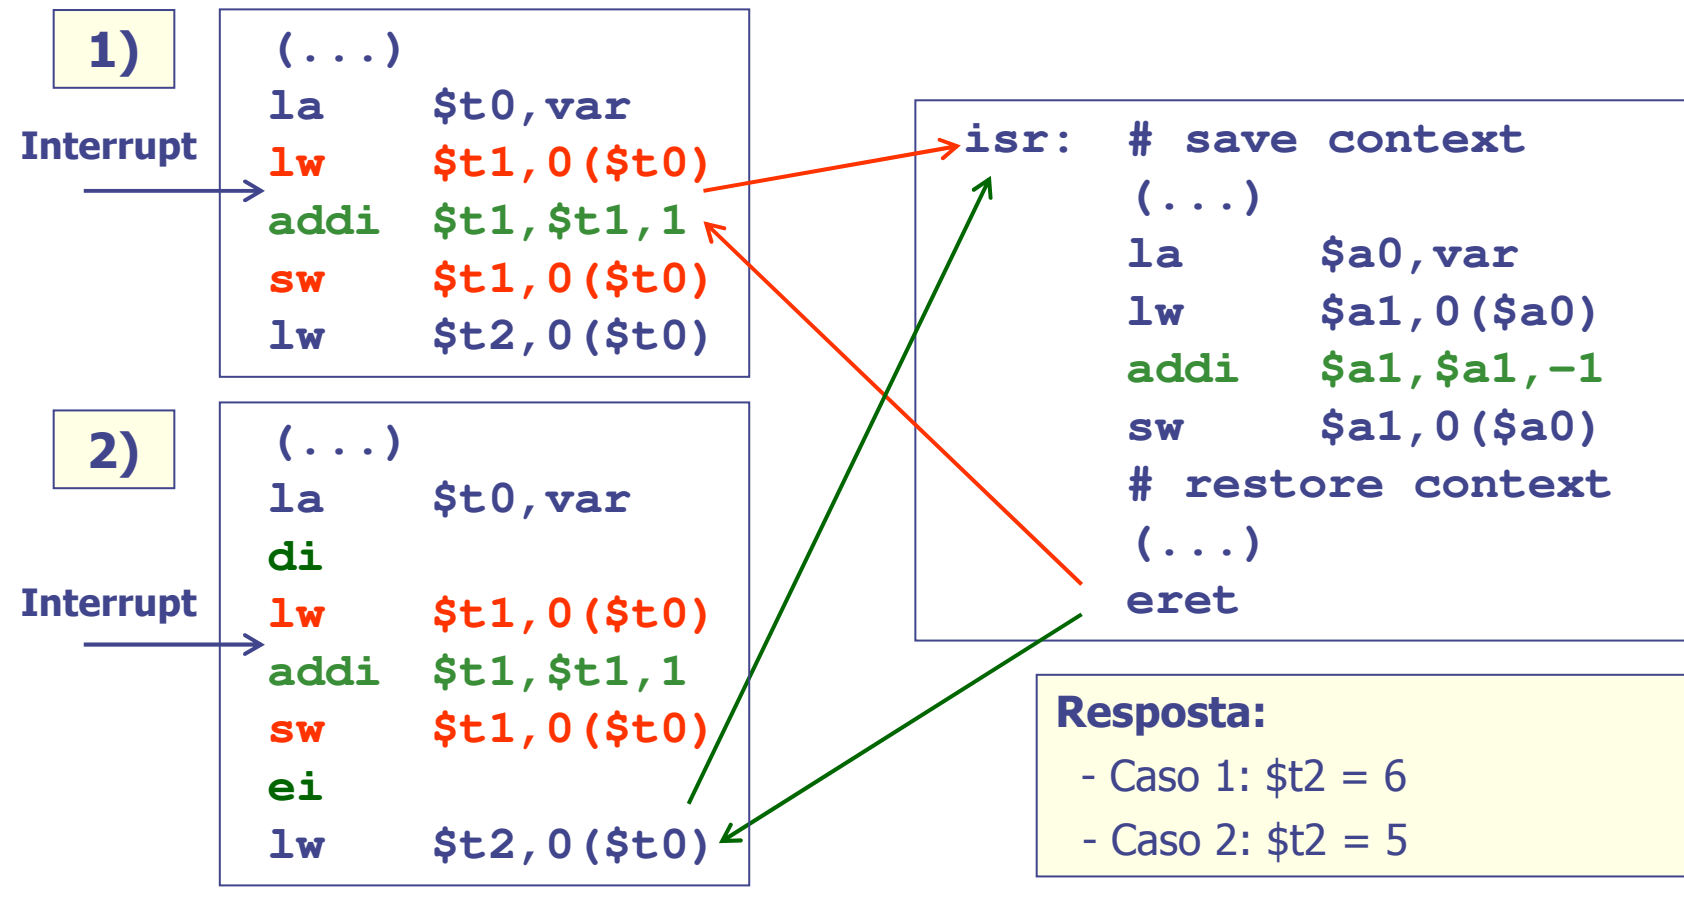 1)
Interrupt
(...)
la $t0,var
lw $t1,0($t0)
addi $t1,$t1,1
sw $t1,0($t0)
lw $t2,0($t0)
2)
Interrupt
(...)
la $t0,var
di
lw $t1,0($t0)
addi $t1,$t1,1
sw $t1,0($t0)
ei
lw $t2,0($t0)
isr: # save context
(...)
la $a0,var
lw $a1,0($a0)
addi $a1,$a1,–1
sw $a1,0($a0)
# restore context
(...)
eret
Resposta:
- Caso 1: $t2 = 6
- Caso 2: $t2 = 5